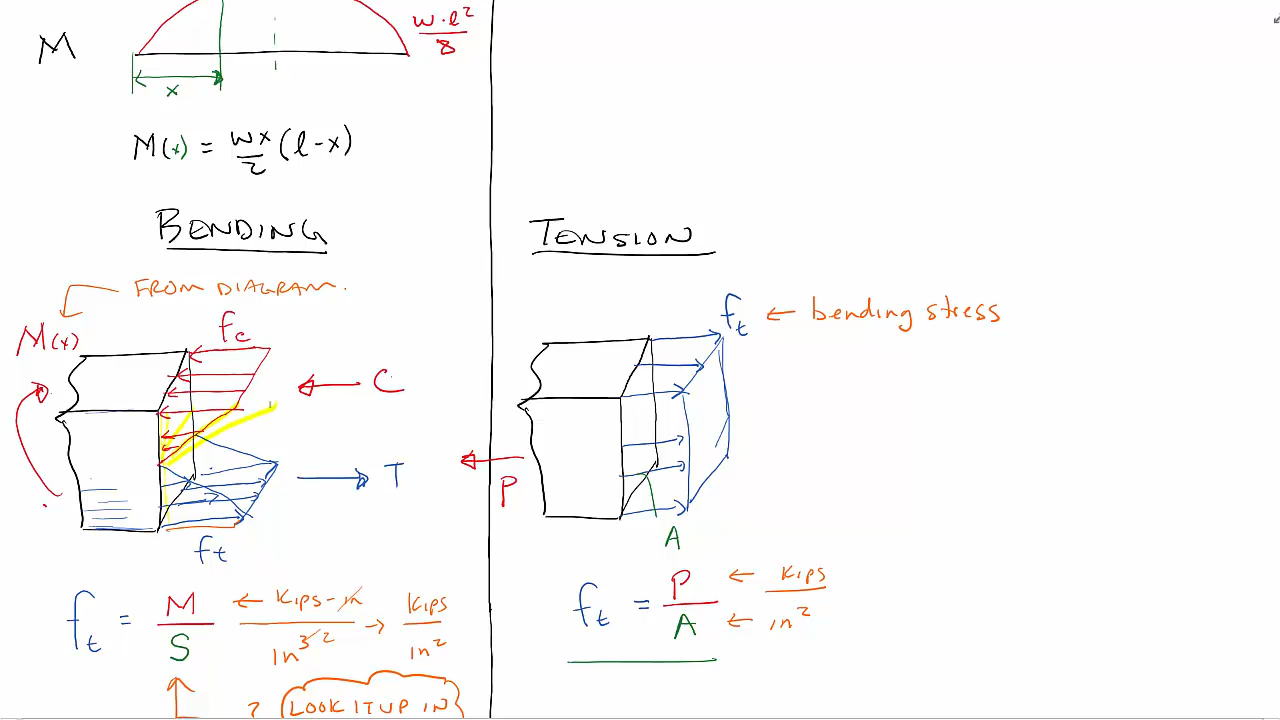 M
w·l²/8
x
M(x) = wx/2 (l-x)
BENDING
FROM DIAGRAM.
M(x)
fc
C
T
ft
ft = M/S ← KIPS-in/in³ ² → KIPS/in²
? LOOK IT UP IN
TENSION
ft ← bending stress
P
A
ft = P/A ← KIPS/← in²